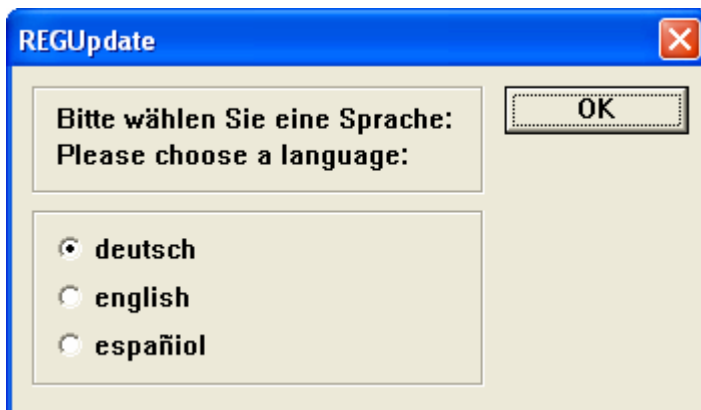 REGUpdate
Bitte wählen Sie eine Sprache:
Please choose a language:
OK
deutsch
english
españiol